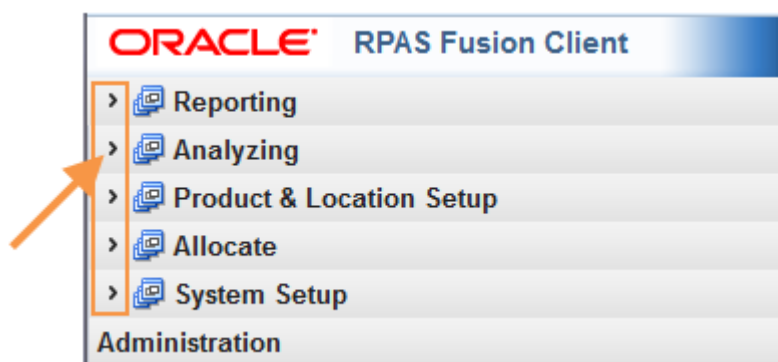 ORACLE® RPAS Fusion Client
Reporting
Analyzing
Product & Location Setup
Allocate
System Setup
Administration